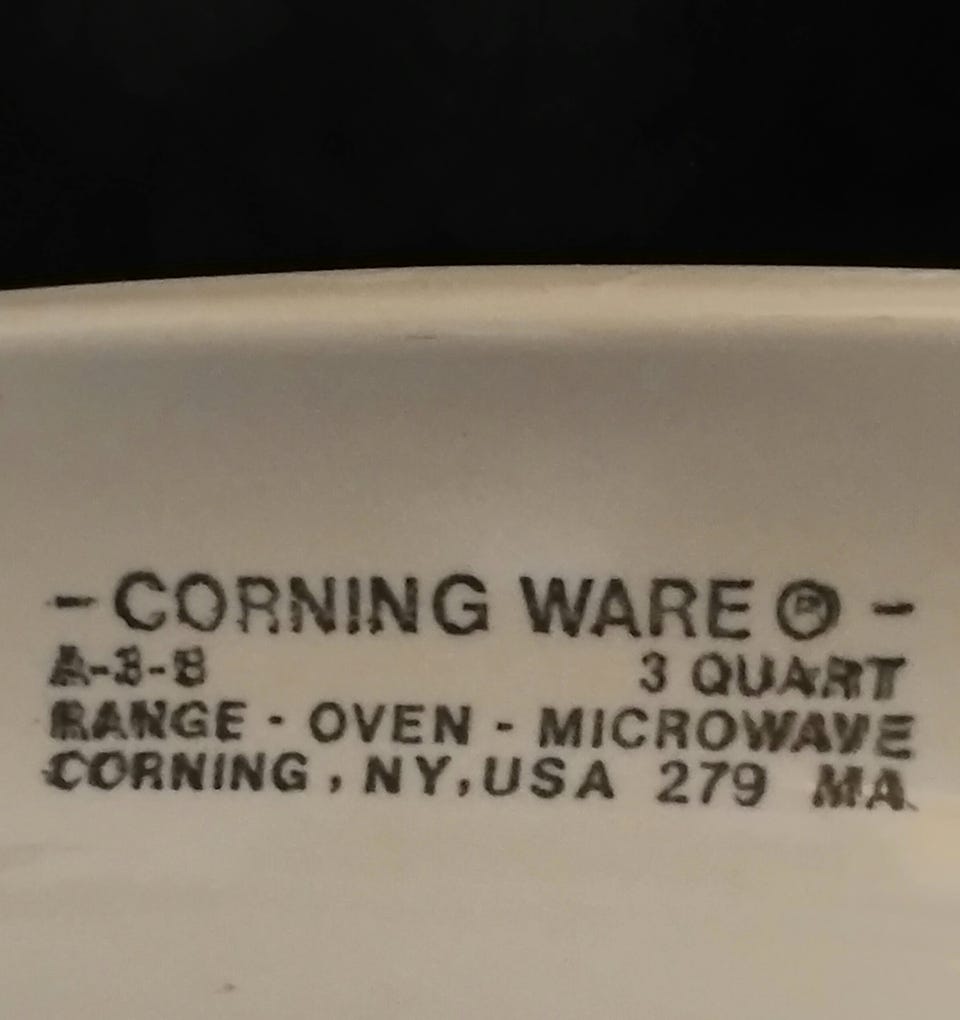 - CORNING WARE ® -
A-3-B 3 QUART
RANGE - OVEN - MICROWAVE
CORNING , NY, USA 279 MA